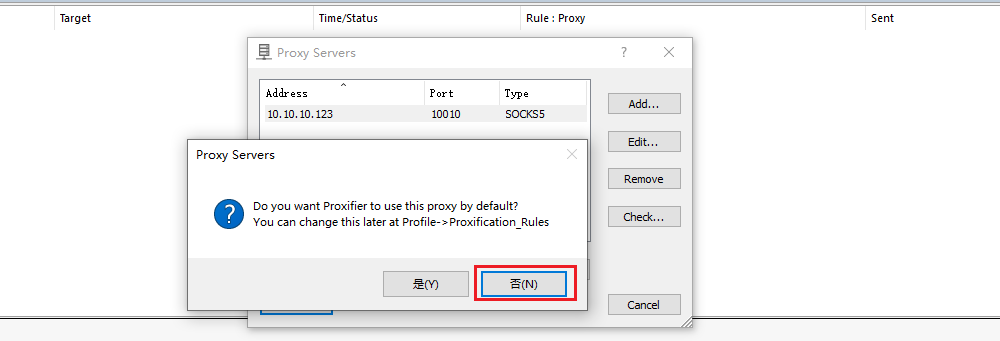 Target Time/Status Rule : Proxy Sent
Proxy Servers ? ×
Address Port Type
10.10.10.123 10010 SOCKS5
Add...
Edit...
Remove
Check...
Proxy Servers
Do you want Proxifier to use this proxy by default?
You can change this later at Profile->Proxification_Rules
是(Y) 否(N)
Cancel